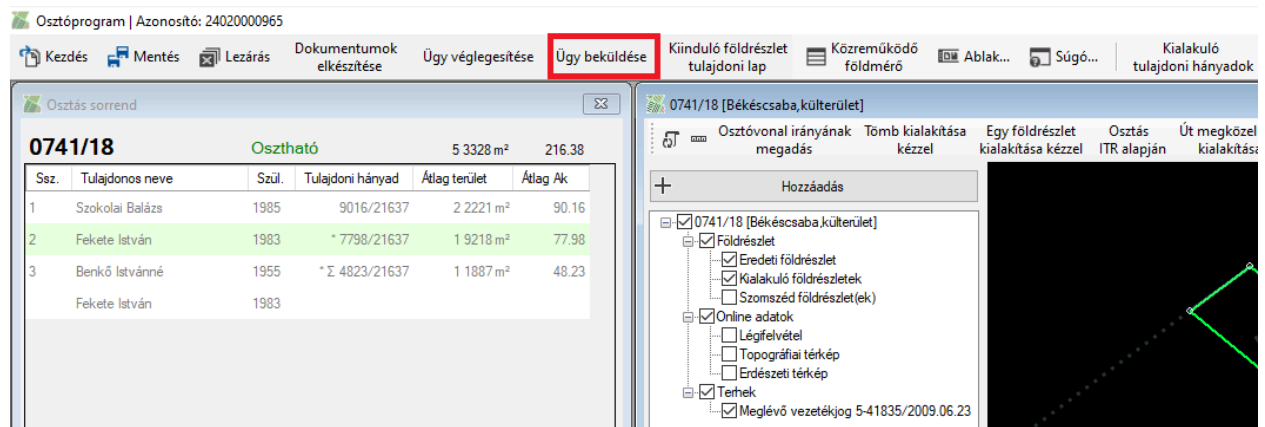 Osztóprogram | Azonosító: 24020000965
Kezdés Mentés Lezárás Dokumentumok elkészítése Ügy véglegesítése Ügy beküldése Kiinduló földrészlet tulajdoni lap Közreműködő földmérő Ablak... Súgó... Kialakuló tulajdoni hányadok
Osztás sorrend
0741/18 Osztható 5 3328 m² 216.38
Ssz. Tulajdonos neve Szül. Tulajdoni hányad Átlag terület Átlag Ak
1 Szokolai Balázs 1985 9016/21637 2 2221 m² 90.16
2 Fekete István 1983 * 7798/21637 1 9218 m² 77.98
3 Benkő Istvánné 1955 * Σ 4823/21637 1 1887 m² 48.23
Fekete István 1983
0741/18 [Békéscsaba,külterület]
Osztóvonal irányának megadás Tömb kialakítása kézzel Egy földrészlet kialakítása kézzel Osztás ITR alapján Út megközel kialakítása
Hozzáadás
0741/18 [Békéscsaba,külterület]
Földrészlet
Eredeti földrészlet
Kialakuló földrészletek
Szomszéd földrészlet(ek)
Online adatok
Légifelvétel
Topográfiai térkép
Erdészeti térkép
Terhek
Meglévő vezetékjog 5-41835/2009.06.23